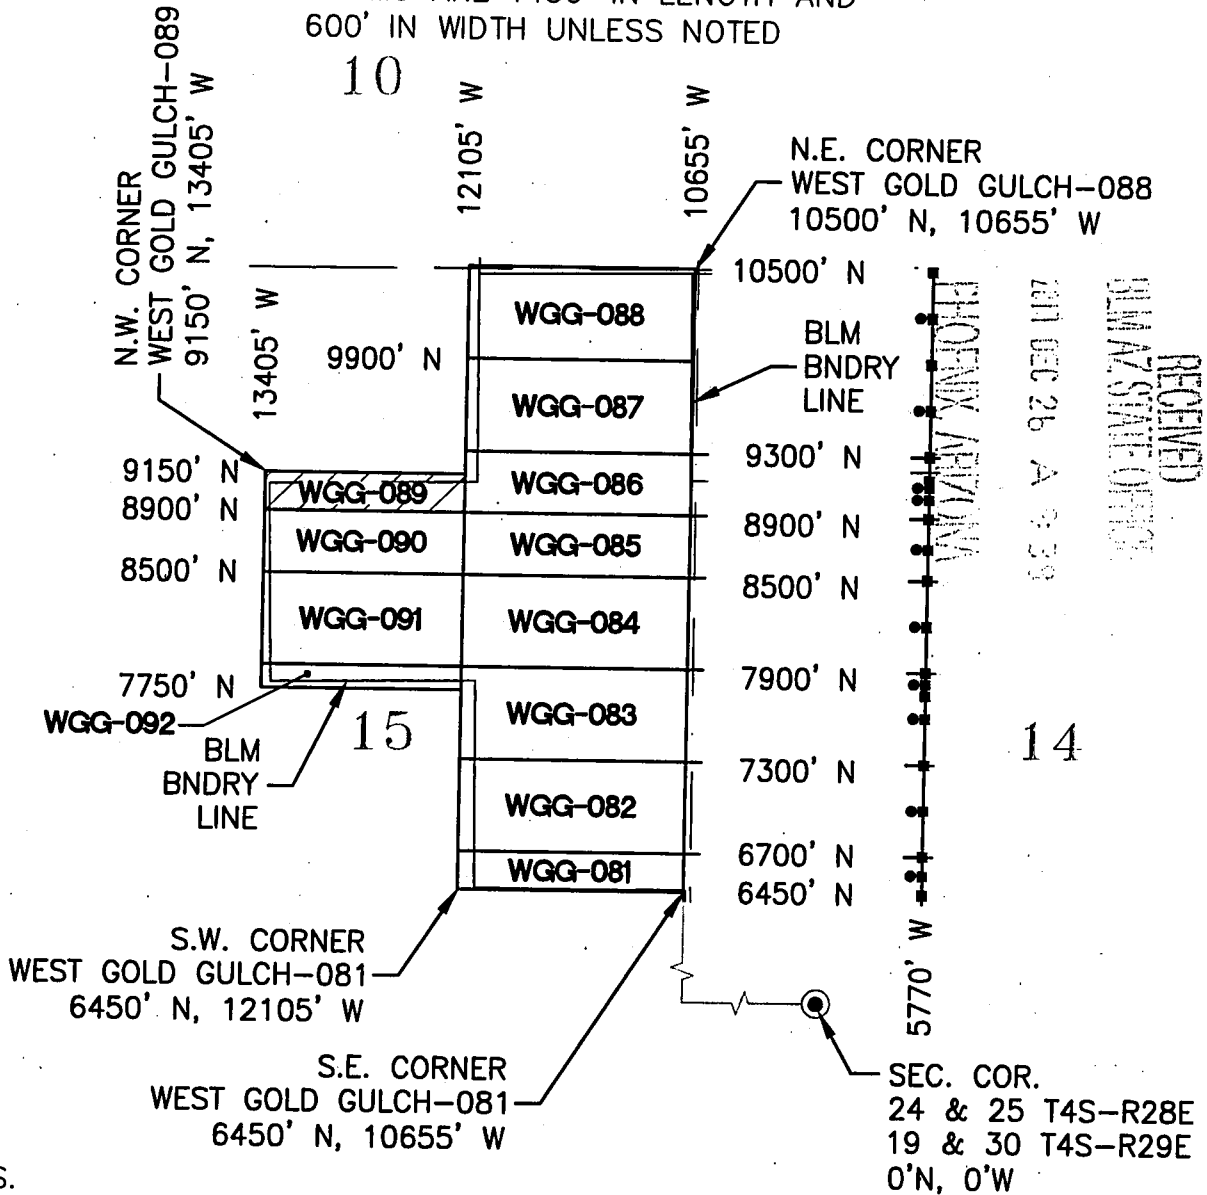 600' IN WIDTH UNLESS NOTED
10
N.W. CORNER
WEST GOLD GULCH-089
9150' N, 13405' W
13405' W
12105' W
10655' W
N.E. CORNER
WEST GOLD GULCH-088
10500' N, 10655' W
10500' N
9900' N
BLM
BNDRY
LINE
9300' N
9150' N
8900' N
8900' N
8500' N
8500' N
7900' N
7750' N
7300' N
6700' N
6450' N
WGG-088
WGG-087
WGG-086
WGG-089
WGG-090
WGG-085
WGG-091
WGG-084
WGG-092
WGG-083
WGG-082
WGG-081
15
14
BLM
BNDRY
LINE
5770' W
RECEIVED
BLM AZ STATE OFFICE
PHOENIX, ARIZONA
S.W. CORNER
WEST GOLD GULCH-081
6450' N, 12105' W
S.E. CORNER
WEST GOLD GULCH-081
6450' N, 10655' W
SEC. COR.
24 & 25 T4S-R28E
19 & 30 T4S-R29E
0'N, 0'W
S.